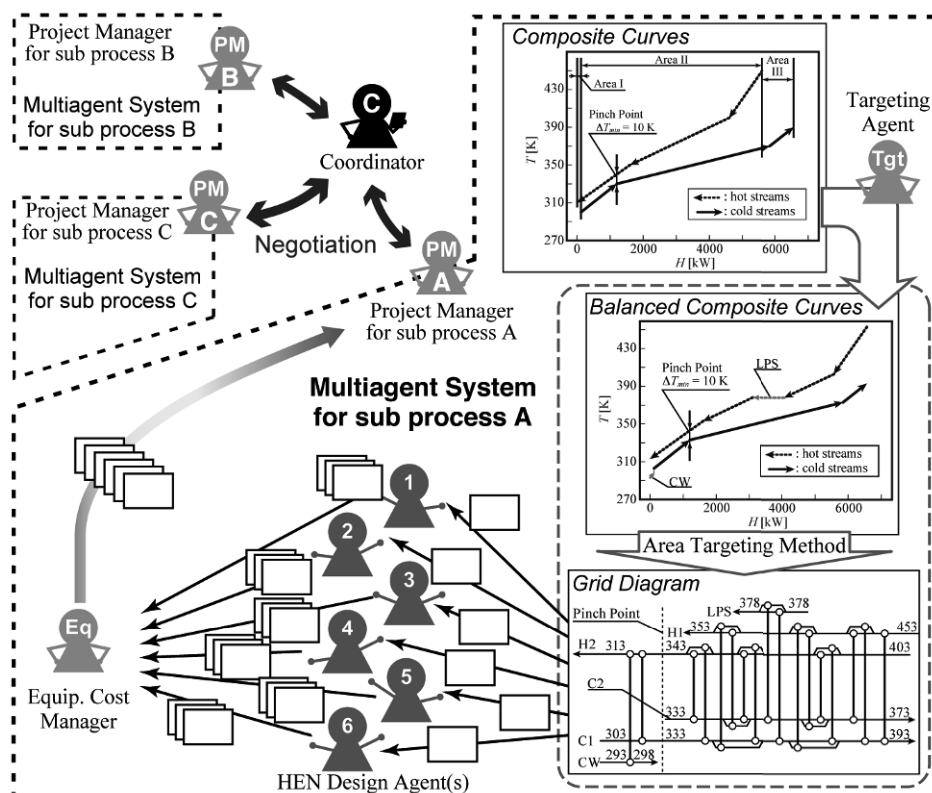 Project Manager
for sub process B
PM
B
Multiagent System
for sub process B
C
Coordinator
Project Manager
for sub process C
PM
C
Multiagent System
for sub process C
Negotiation
PM
A
Project Manager
for sub process A
Composite Curves
Area II
Area
III
Area I
Pinch Point
ΔTmin = 10 K
T [K]
450
390
350
310
270
: hot streams
: cold streams
0
2000
4000
6000
H [kW]
Targeting
Agent
Tgt
Balanced Composite Curves
Pinch Point
ΔTmin = 10 K
LPS
T [K]
430
390
350
310
270
: hot streams
: cold streams
CW
0
2000
4000
6000
H [kW]
Area Targeting Method
Grid Diagram
Pinch Point
378
378
LPS
H1
353
453
H2
313
343
403
C2
333
373
C1
303
333
393
CW
293
298
Multiagent System
for sub process A
1
2
3
4
5
6
HEN Design Agent(s)
Eq
Equip. Cost
Manager